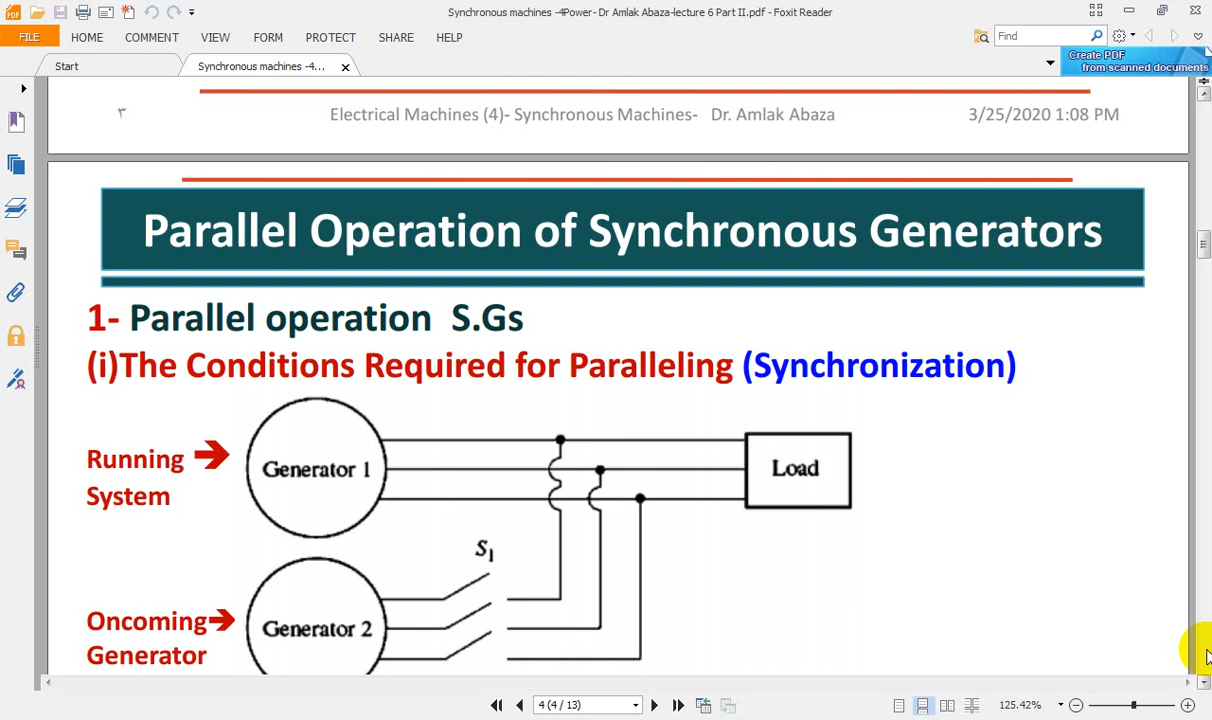 Synchronous machines -4Power- Dr Amlak Abaza-lecture 6 Part II.pdf - Foxit Reader
FILE HOME COMMENT VIEW FORM PROTECT SHARE HELP
Find
Start
Synchronous machines -4...
Create PDF
from scanned documents
٣ Electrical Machines (4)- Synchronous Machines- Dr. Amlak Abaza 3/25/2020 1:08 PM
Parallel Operation of Synchronous Generators
1- Parallel operation S.Gs
(i)The Conditions Required for Paralleling (Synchronization)
Running
System
Generator 1
Load
S1
Oncoming
Generator
Generator 2
4 (4 / 13)
125.42%